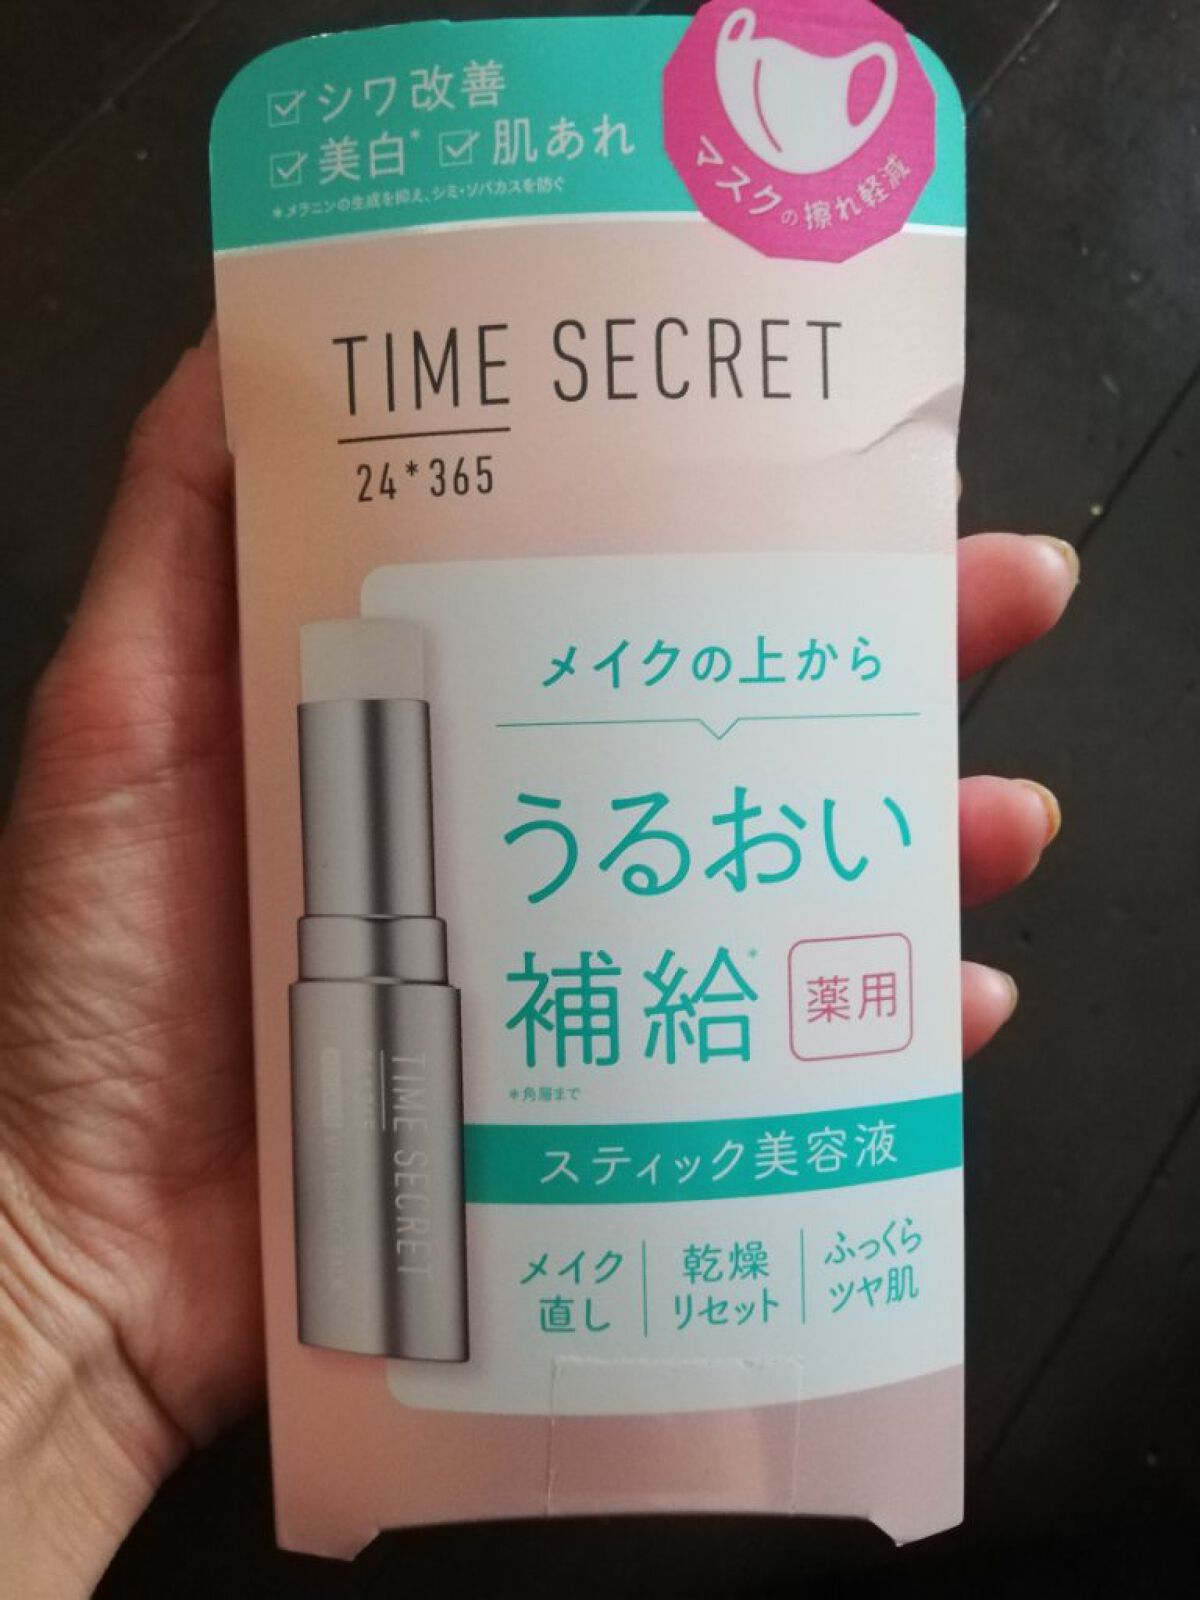 シワ改善
美白* 肌あれ
*メラニンの生成を抑え、シミ・ソバカスを防ぐ
マスクの擦れ軽減
TIME SECRET
24*365
メイクの上から
うるおい
補給*
薬用
*角層まで
スティック美容液
メイク
直し
乾燥
リセット
ふっくら
ツヤ肌
TIME SECRET
24*365